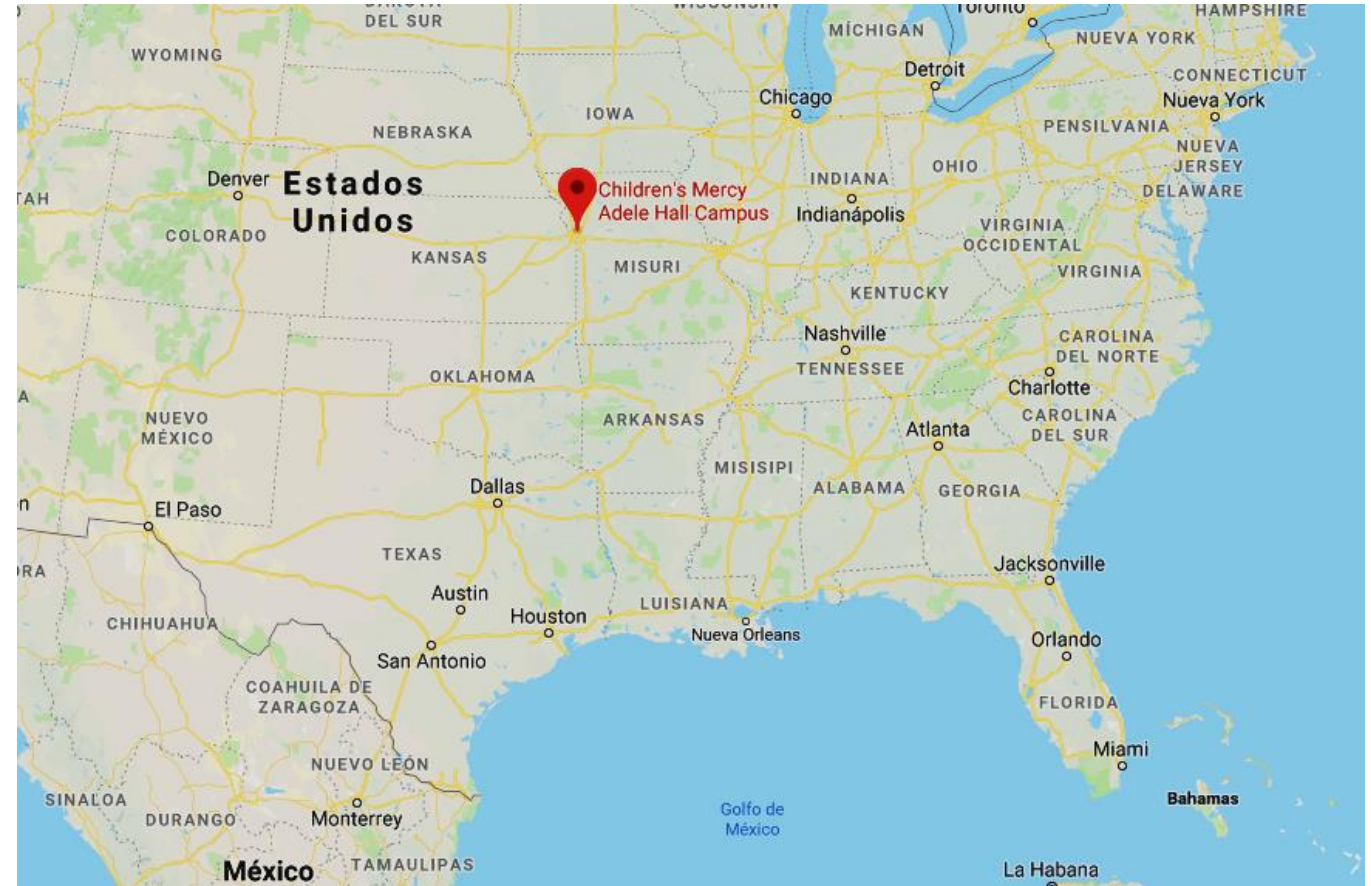 DEL SUR
WISCONSIN
Toronto
HAMPSHIRE
MÍCHIGAN
NUEVA YORK
WYOMING
Detroit
CONNECTICUT
Chicago
Nueva York
IOWA
NEBRASKA
PENSILVANIA
NUEVA
JERSEY
OHIO
INDIANA
Denver
Estados
Unidos
Children's Mercy
Adele Hall Campus
DELAWARE
TAH
Indianápolis
COLORADO
VIRGINIA
OCCIDENTAL
KANSAS
MISURI
VIRGINIA
KENTUCKY
Nashville
CAROLINA
DEL NORTE
TENNESSEE
OKLAHOMA
Charlotte
A
NUEVO
MÉXICO
ARKANSAS
CAROLINA
DEL SUR
Atlanta
MISISIPI
Dallas
ALABAMA
GEORGIA
n
El Paso
TEXAS
Jacksonville
RA
Austin
LUISIANA
Houston
CHIHUAHUA
Nueva Orleans
Orlando
San Antonio
COAHUILA DE
ZARAGOZA
FLORIDA
Miami
NUEVO LEÓN
SINALOA
Bahamas
Golfo de
México
DURANGO
Monterrey
México
TAMAULIPAS
La Habana